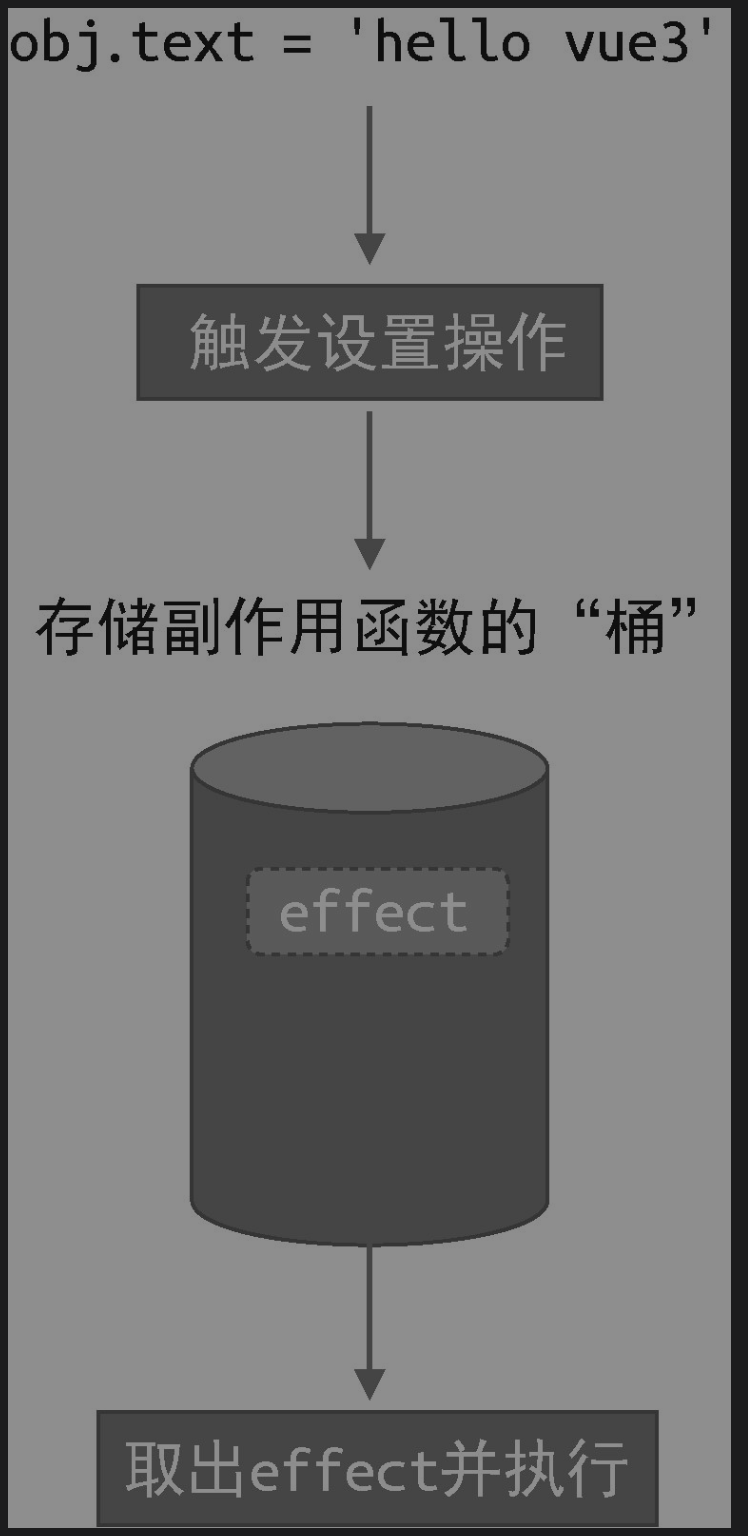 obj.text = 'hello vue3'
触发设置操作
存储副作用函数的“桶”
effect
取出effect并执行